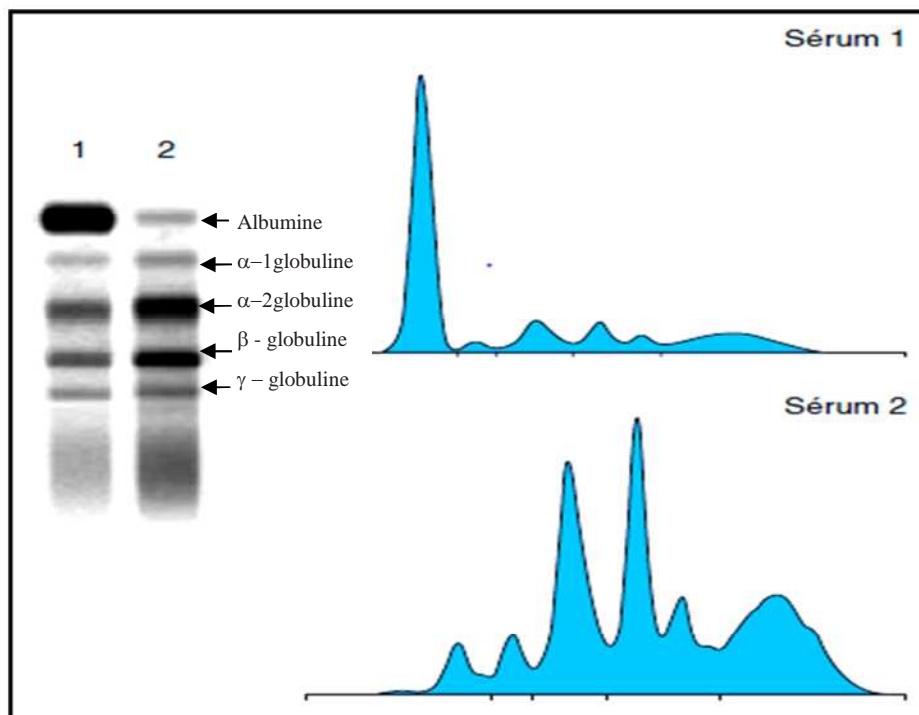 Sérum 1
1 2
Albumine
α–1globuline
α–2globuline
β - globuline
γ – globuline
Sérum 2